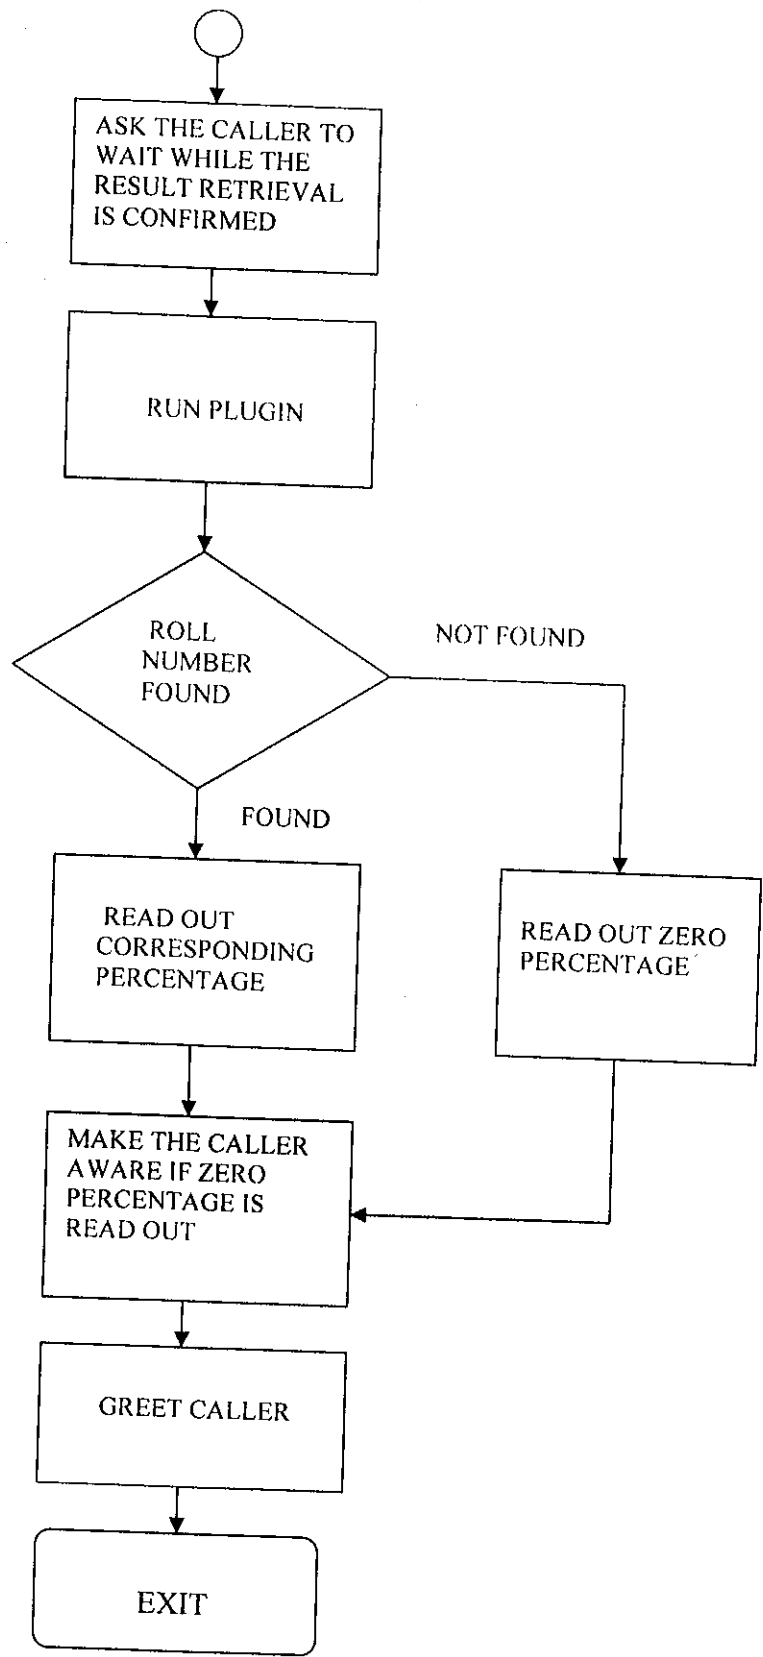 ASK THE CALLER TO
WAIT WHILE THE
RESULT RETRIEVAL
IS CONFIRMED
RUN PLUGIN
ROLL
NUMBER
FOUND
NOT FOUND
FOUND
READ OUT
CORRESPONDING
PERCENTAGE
READ OUT ZERO
PERCENTAGE
MAKE THE CALLER
AWARE IF ZERO
PERCENTAGE IS
READ OUT
GREET CALLER
EXIT